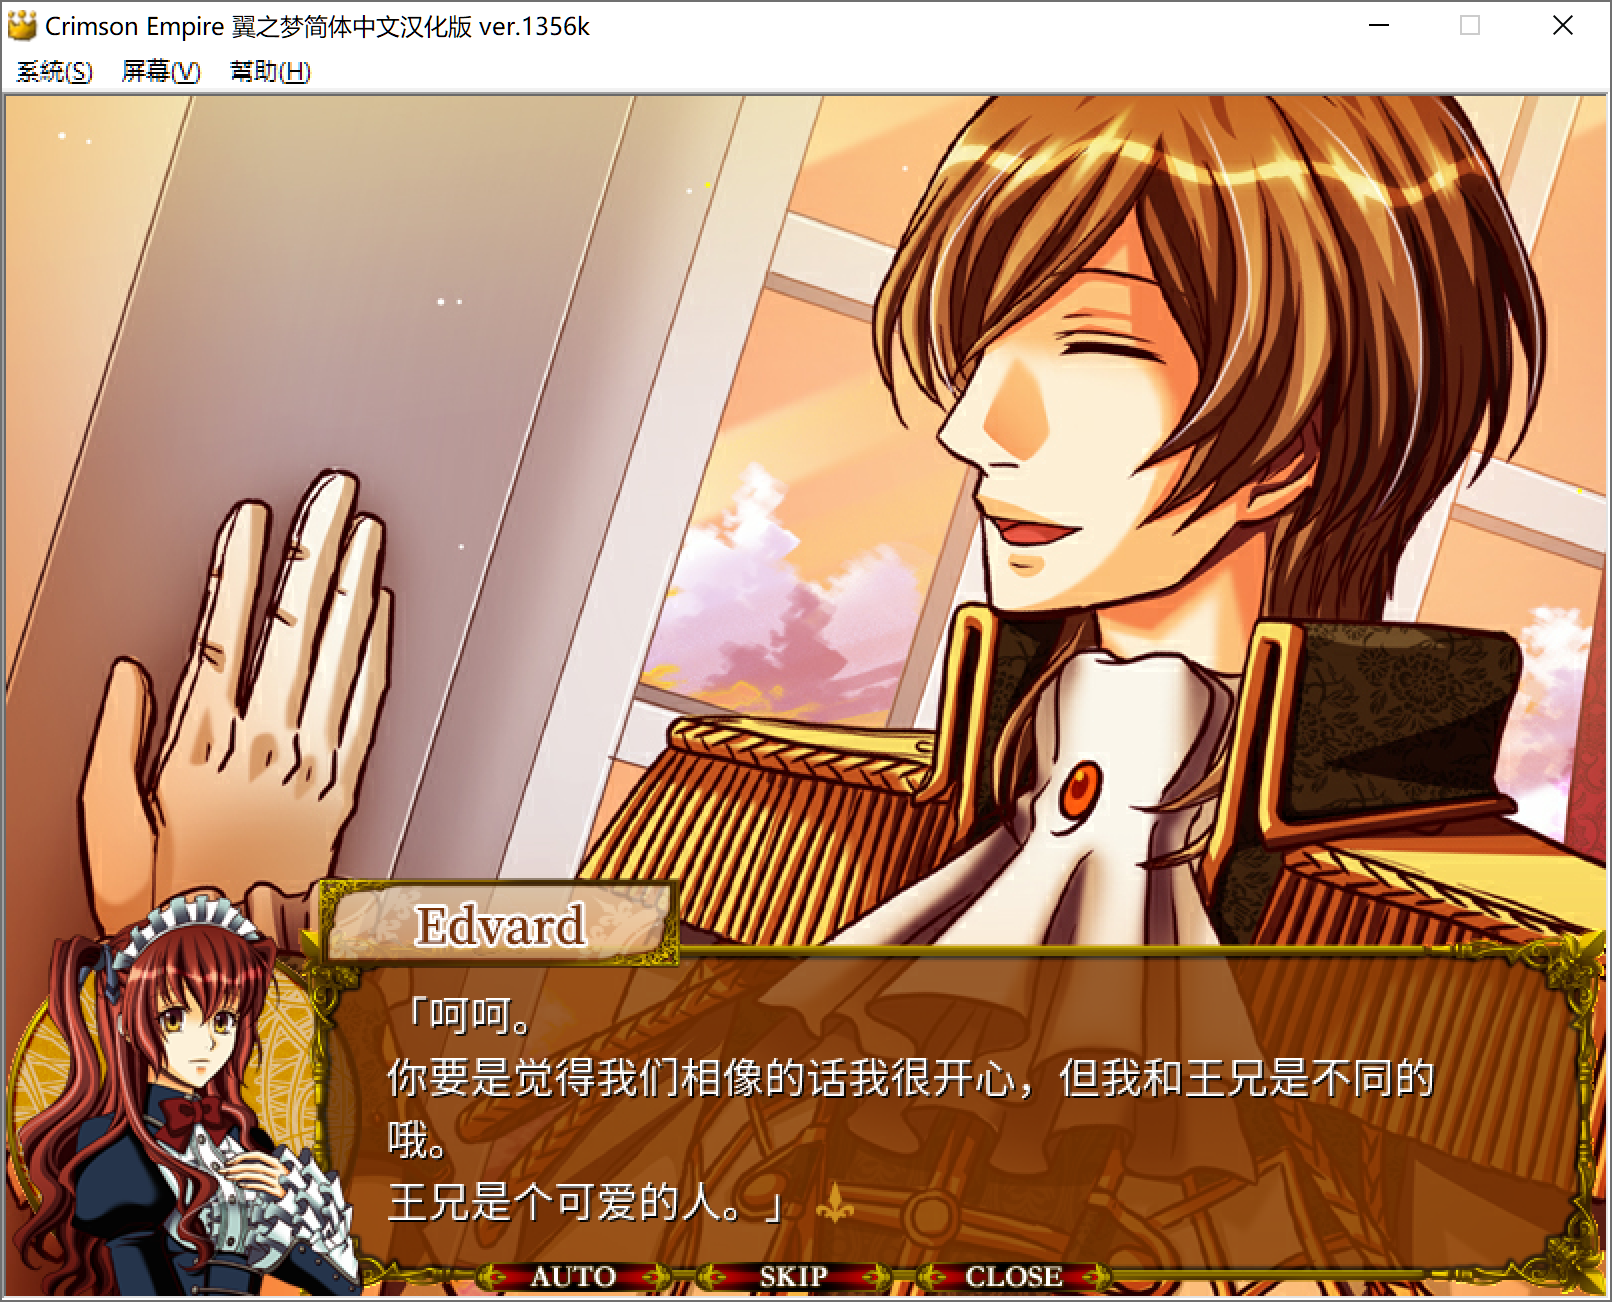 Crimson Empire 翼之梦简体中文汉化版 ver.1356k
系統(S) 屏幕(V) 幫助(H)
Edvard
「呵呵。
你要是觉得我们相像的话我很开心，但我和王兄是不同的
哦。
王兄是个可爱的人。」
AUTO SKIP CLOSE